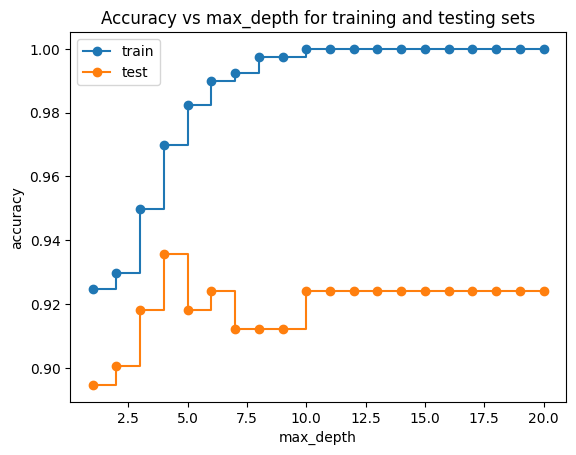 Accuracy vs max_depth for training and testing sets
train
test
accuracy
1.00
0.98
0.96
0.94
0.92
0.90
2.5 5.0 7.5 10.0 12.5 15.0 17.5 20.0
max_depth